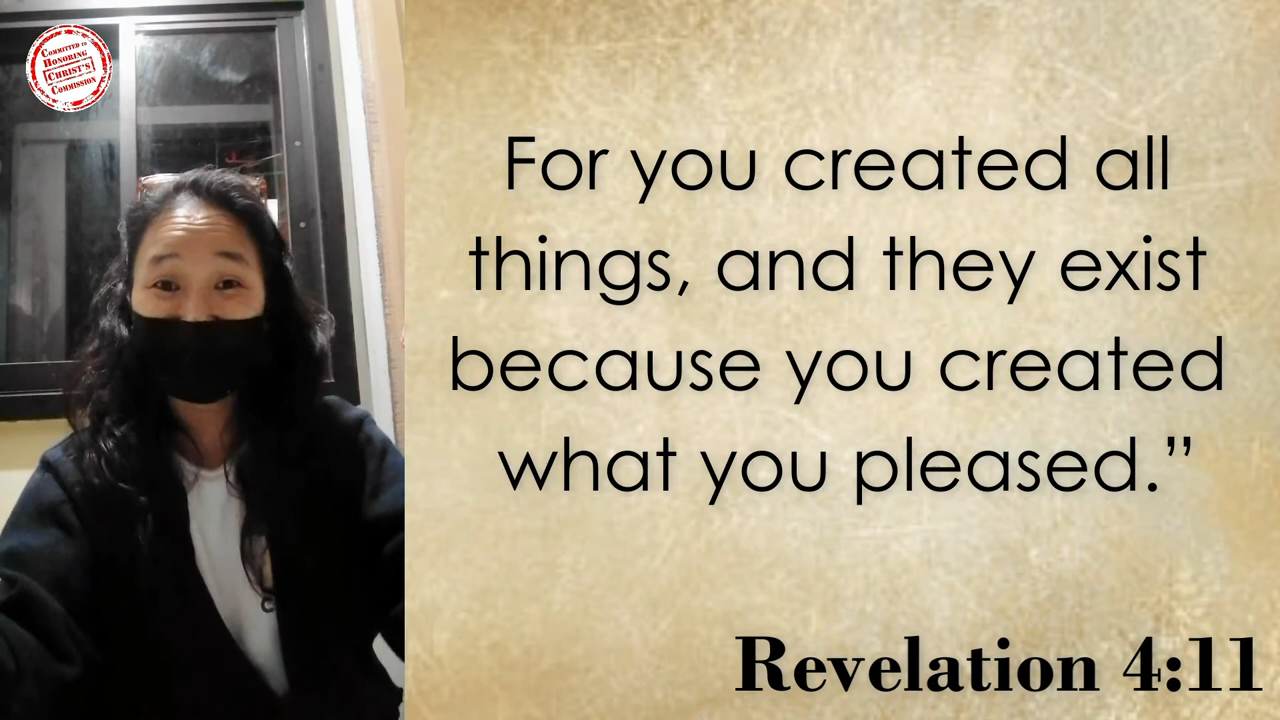 COMMITTED TO
HONORING
CHRIST'S
COMMISSION
For you created all
things, and they exist
because you created
what you pleased.”
Revelation 4:11